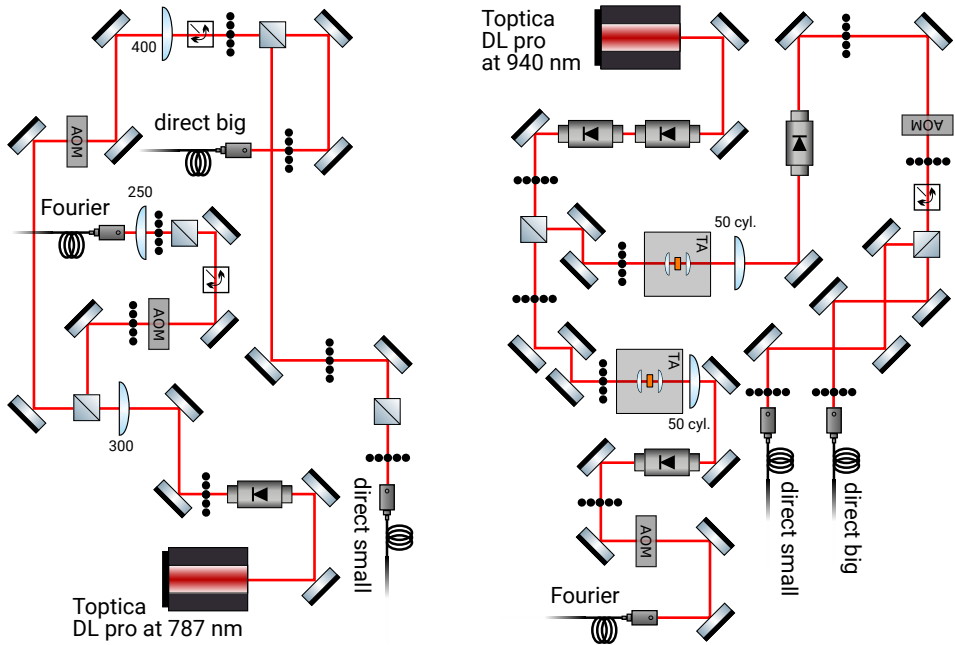 400
AOM
direct big
250
Fourier
AOM
300
direct small
Toptica
DL pro at 787 nm
Toptica
DL pro
at 940 nm
AOM
50 cyl.
TA
TA
50 cyl.
direct small
direct big
AOM
Fourier